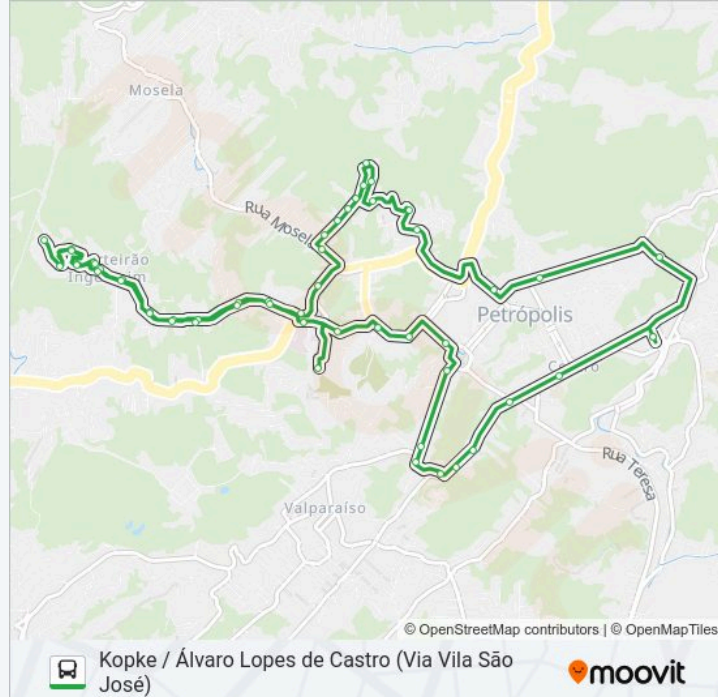 Mosela
Rua Mosela
Petrópolis
Rua Teresa
Valparaíso
© OpenStreetMap contributors | © OpenMapTiles
Kopke / Álvaro Lopes de Castro (Via Vila São
José)
moovit